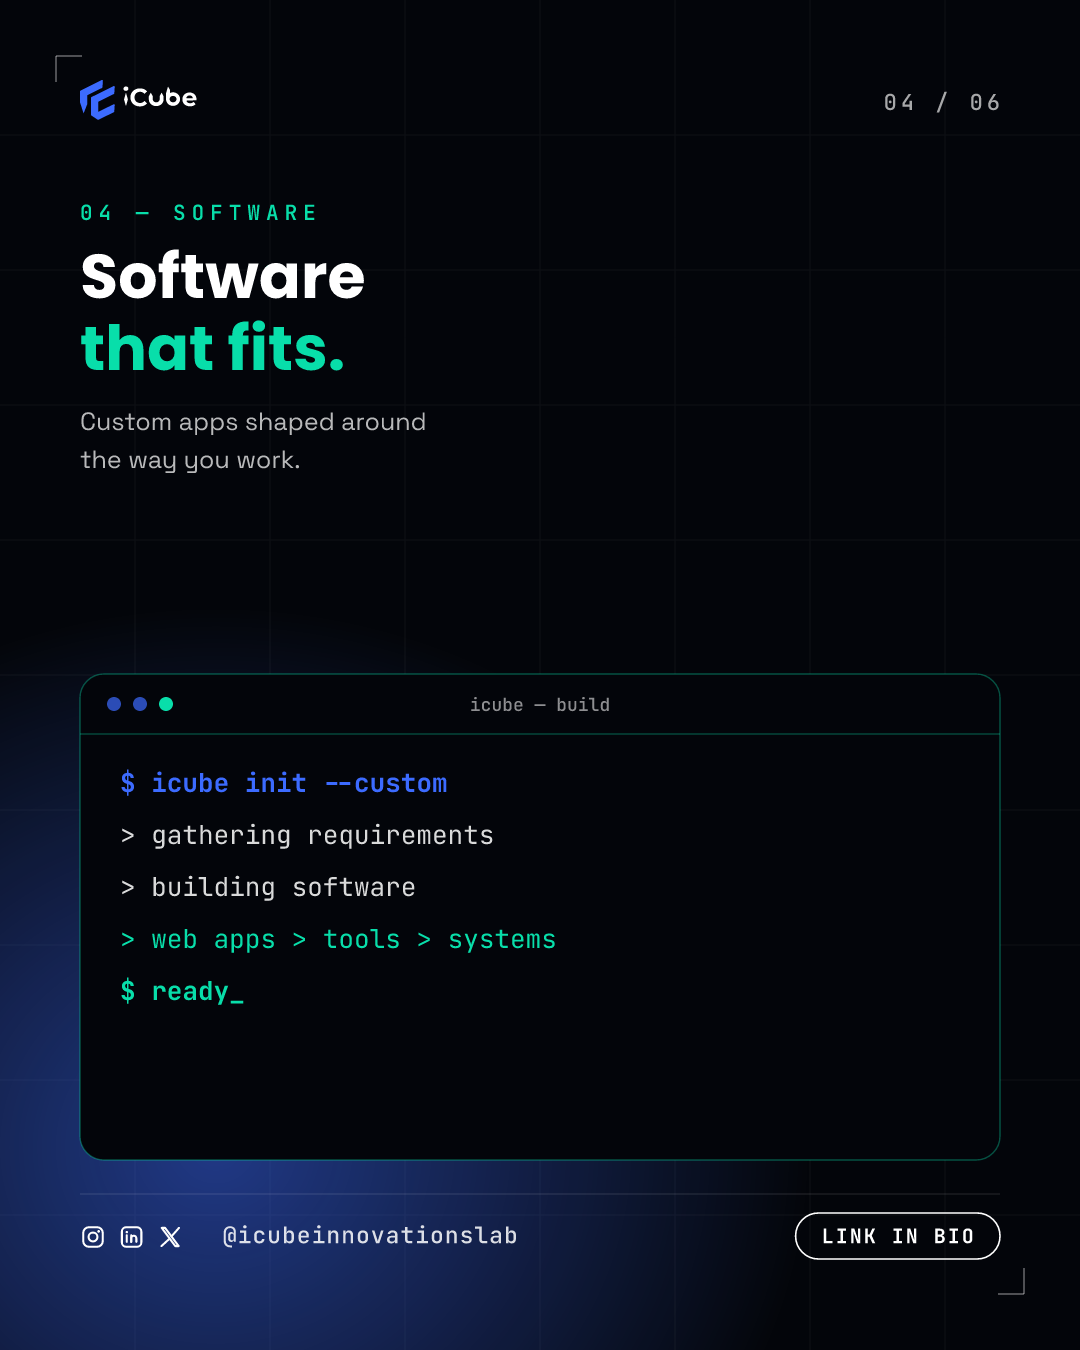 iCube
04 / 06
04 — SOFTWARE
Software
that fits.
Custom apps shaped around
the way you work.
icube — build
$ icube init --custom
> gathering requirements
> building software
> web apps > tools > systems
$ ready_
@icubeinnovationslab
LINK IN BIO